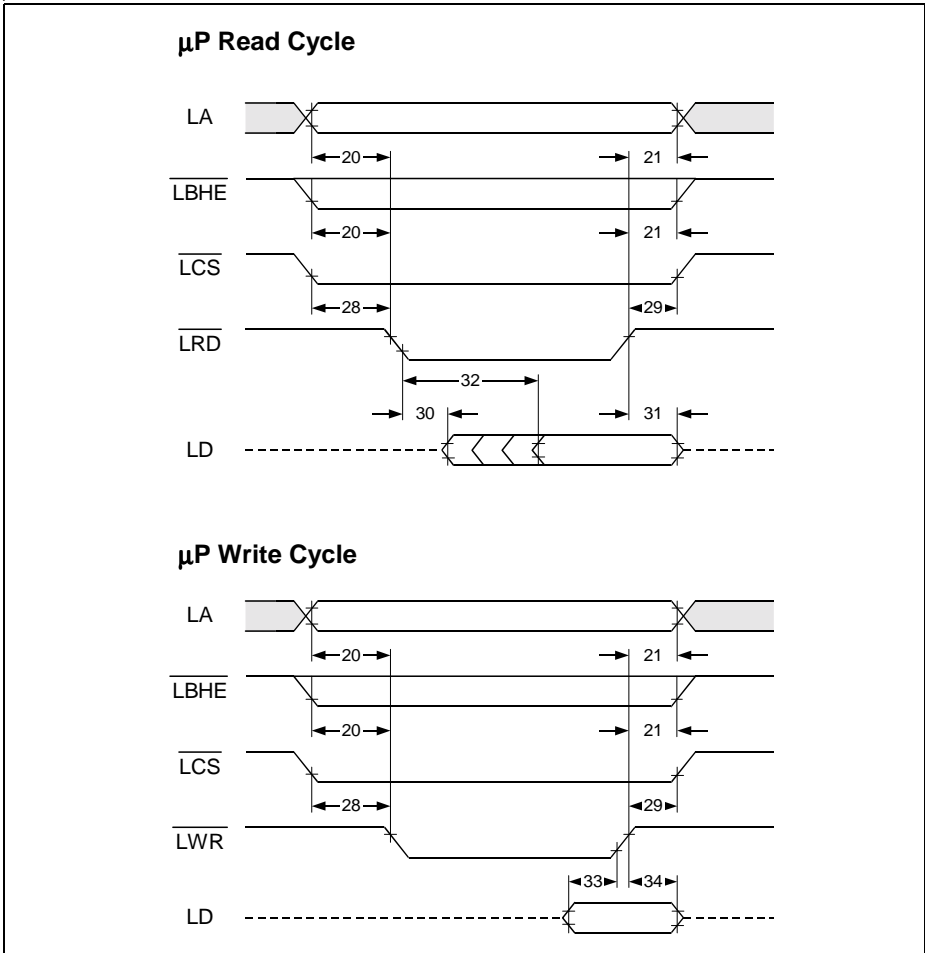 µP Read Cycle
LA
20 21
LBHE
20 21
LCS
28 29
LRD
32
30 31
LD
µP Write Cycle
LA
20 21
LBHE
20 21
LCS
28 29
LWR
33 34
LD